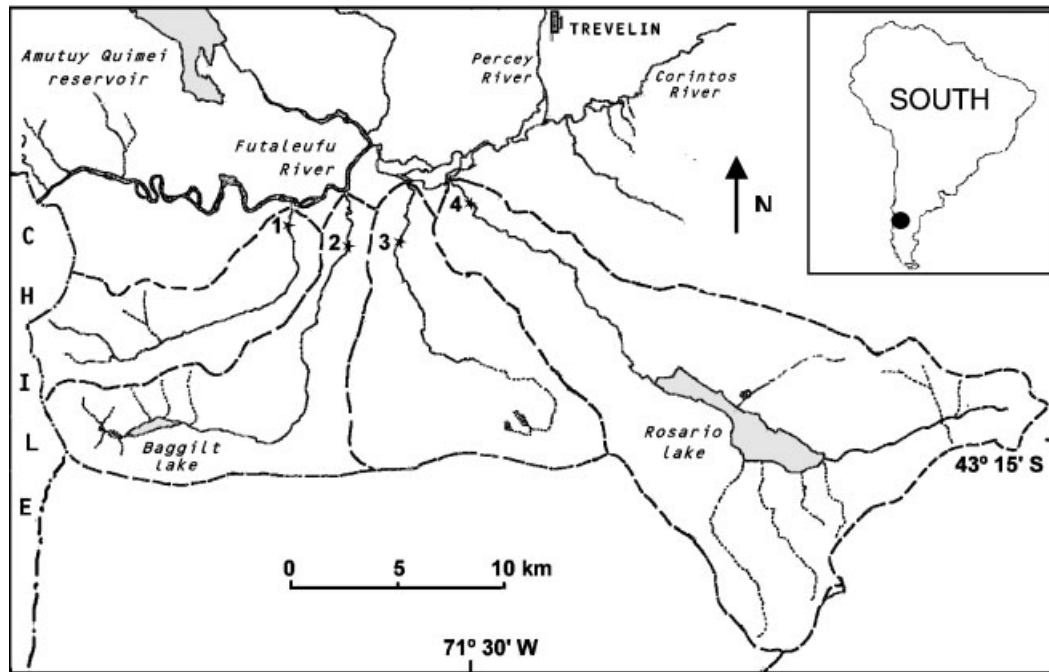 Amutuy Quimei
reservoir
Percey
River
TREVELIN
Corintos
River
SOUTH
Futaleufu
River
N
1
2
3
4
C
H
I
L
E
Baggilt
lake
Rosario
lake
43º 15' S
0 5 10 km
71º 30' W